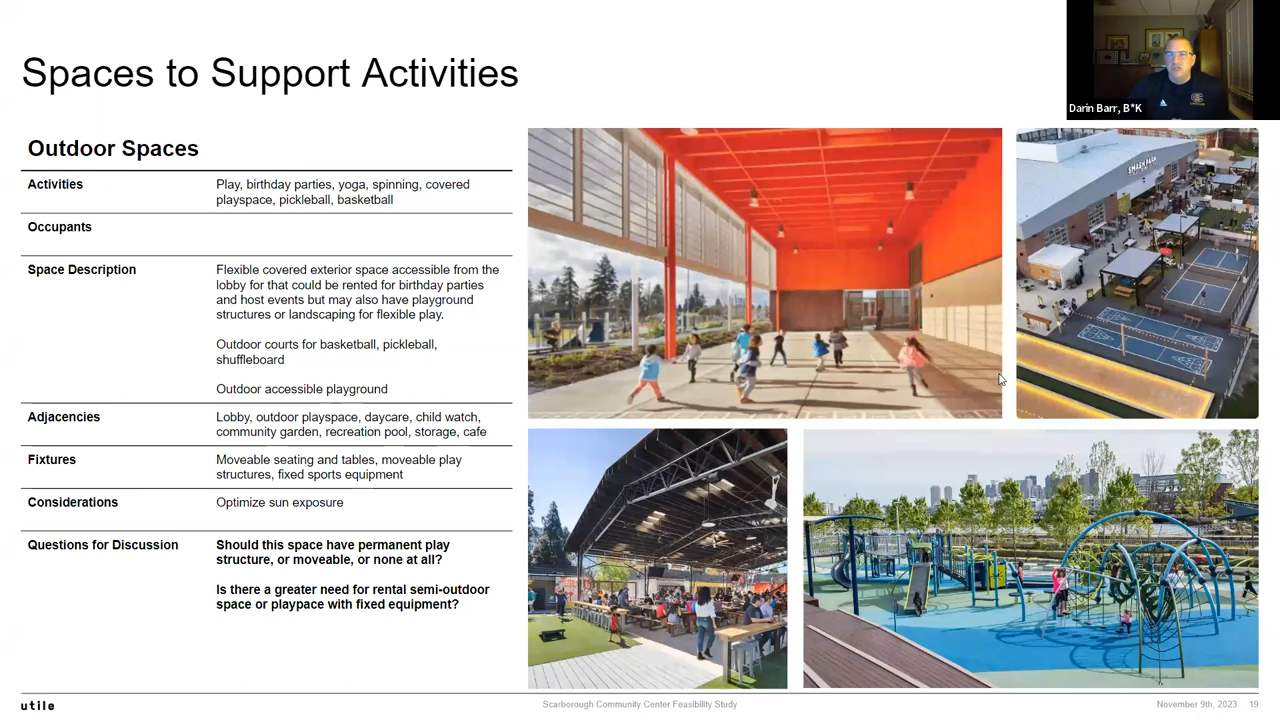 Spaces to Support Activities
Darin Barr, B*K
Outdoor Spaces
Activities
Play, birthday parties, yoga, spinning, covered
playspace, pickleball, basketball
Occupants
Space Description
Flexible covered exterior space accessible from the
lobby for that could be rented for birthday parties
and host events but may also have playground
structures or landscaping for flexible play.
Outdoor courts for basketball, pickleball,
shuffleboard
Outdoor accessible playground
Adjacencies
Lobby, outdoor playspace, daycare, child watch,
community garden, recreation pool, storage, cafe
Fixtures
Moveable seating and tables, moveable play
structures, fixed sports equipment
Considerations
Optimize sun exposure
Questions for Discussion
Should this space have permanent play
structure, or moveable, or none at all?
Is there a greater need for rental semi-outdoor
space or playpace with fixed equipment?
SMASH PARK
utile
Scarborough Community Center Feasibility Study
November 9th, 2023 19